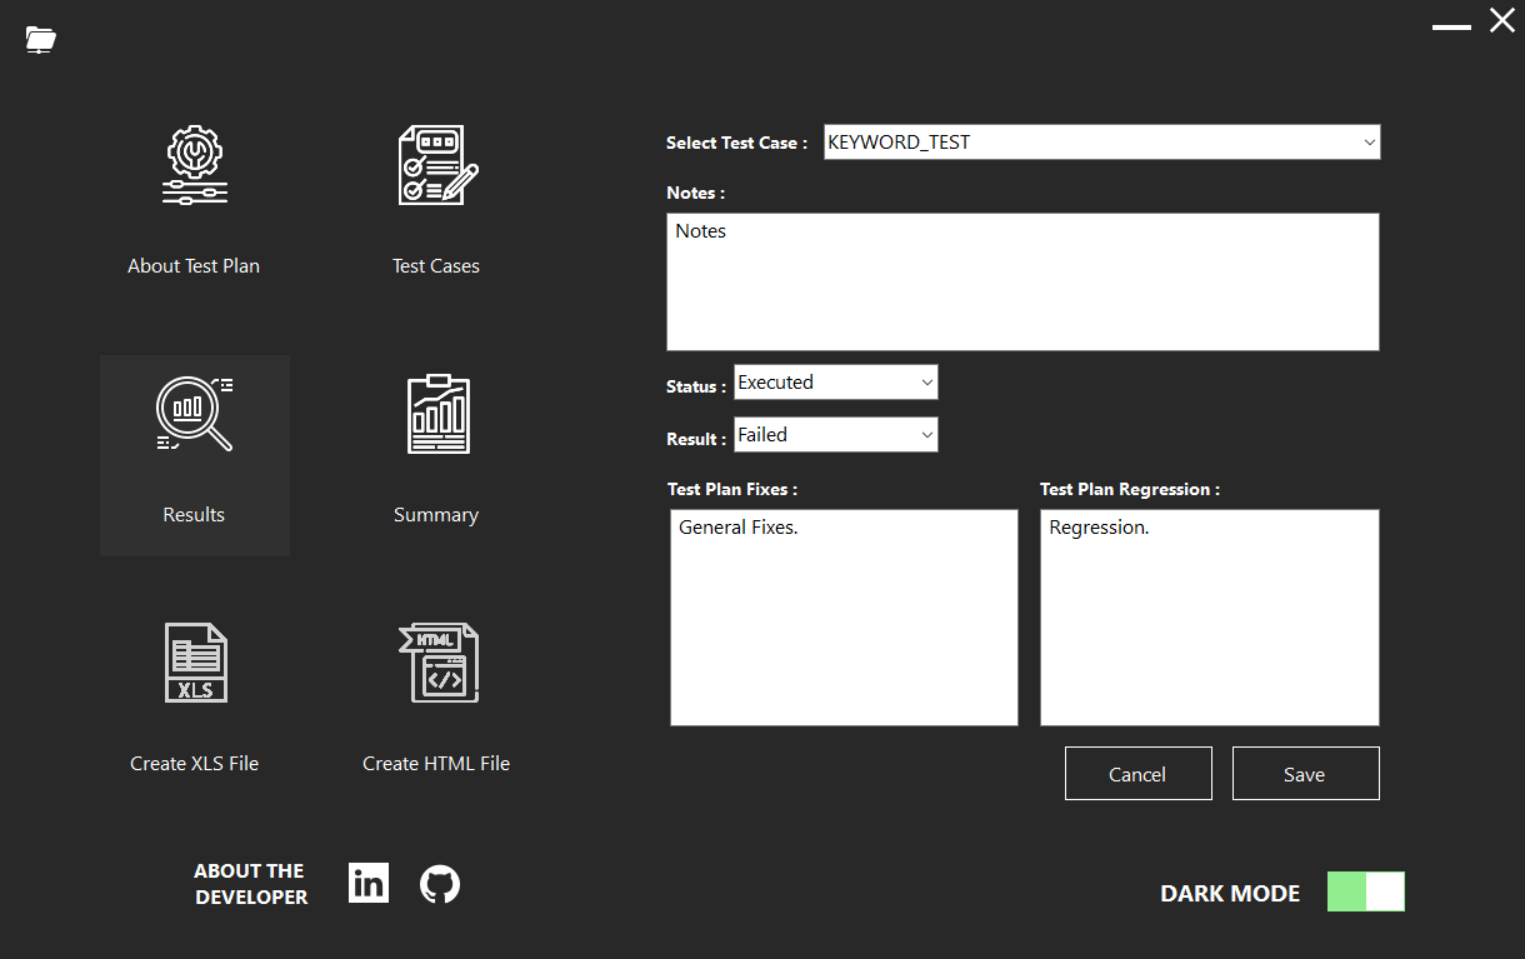 About Test Plan
Test Cases
Results
Summary
XLS
Create XLS File
HTML
</>
Create HTML File
ABOUT THE
DEVELOPER
in
Select Test Case :
KEYWORD_TEST
Notes :
Notes
Status :
Executed
Result :
Failed
Test Plan Fixes :
General Fixes.
Test Plan Regression :
Regression.
Cancel
Save
DARK MODE